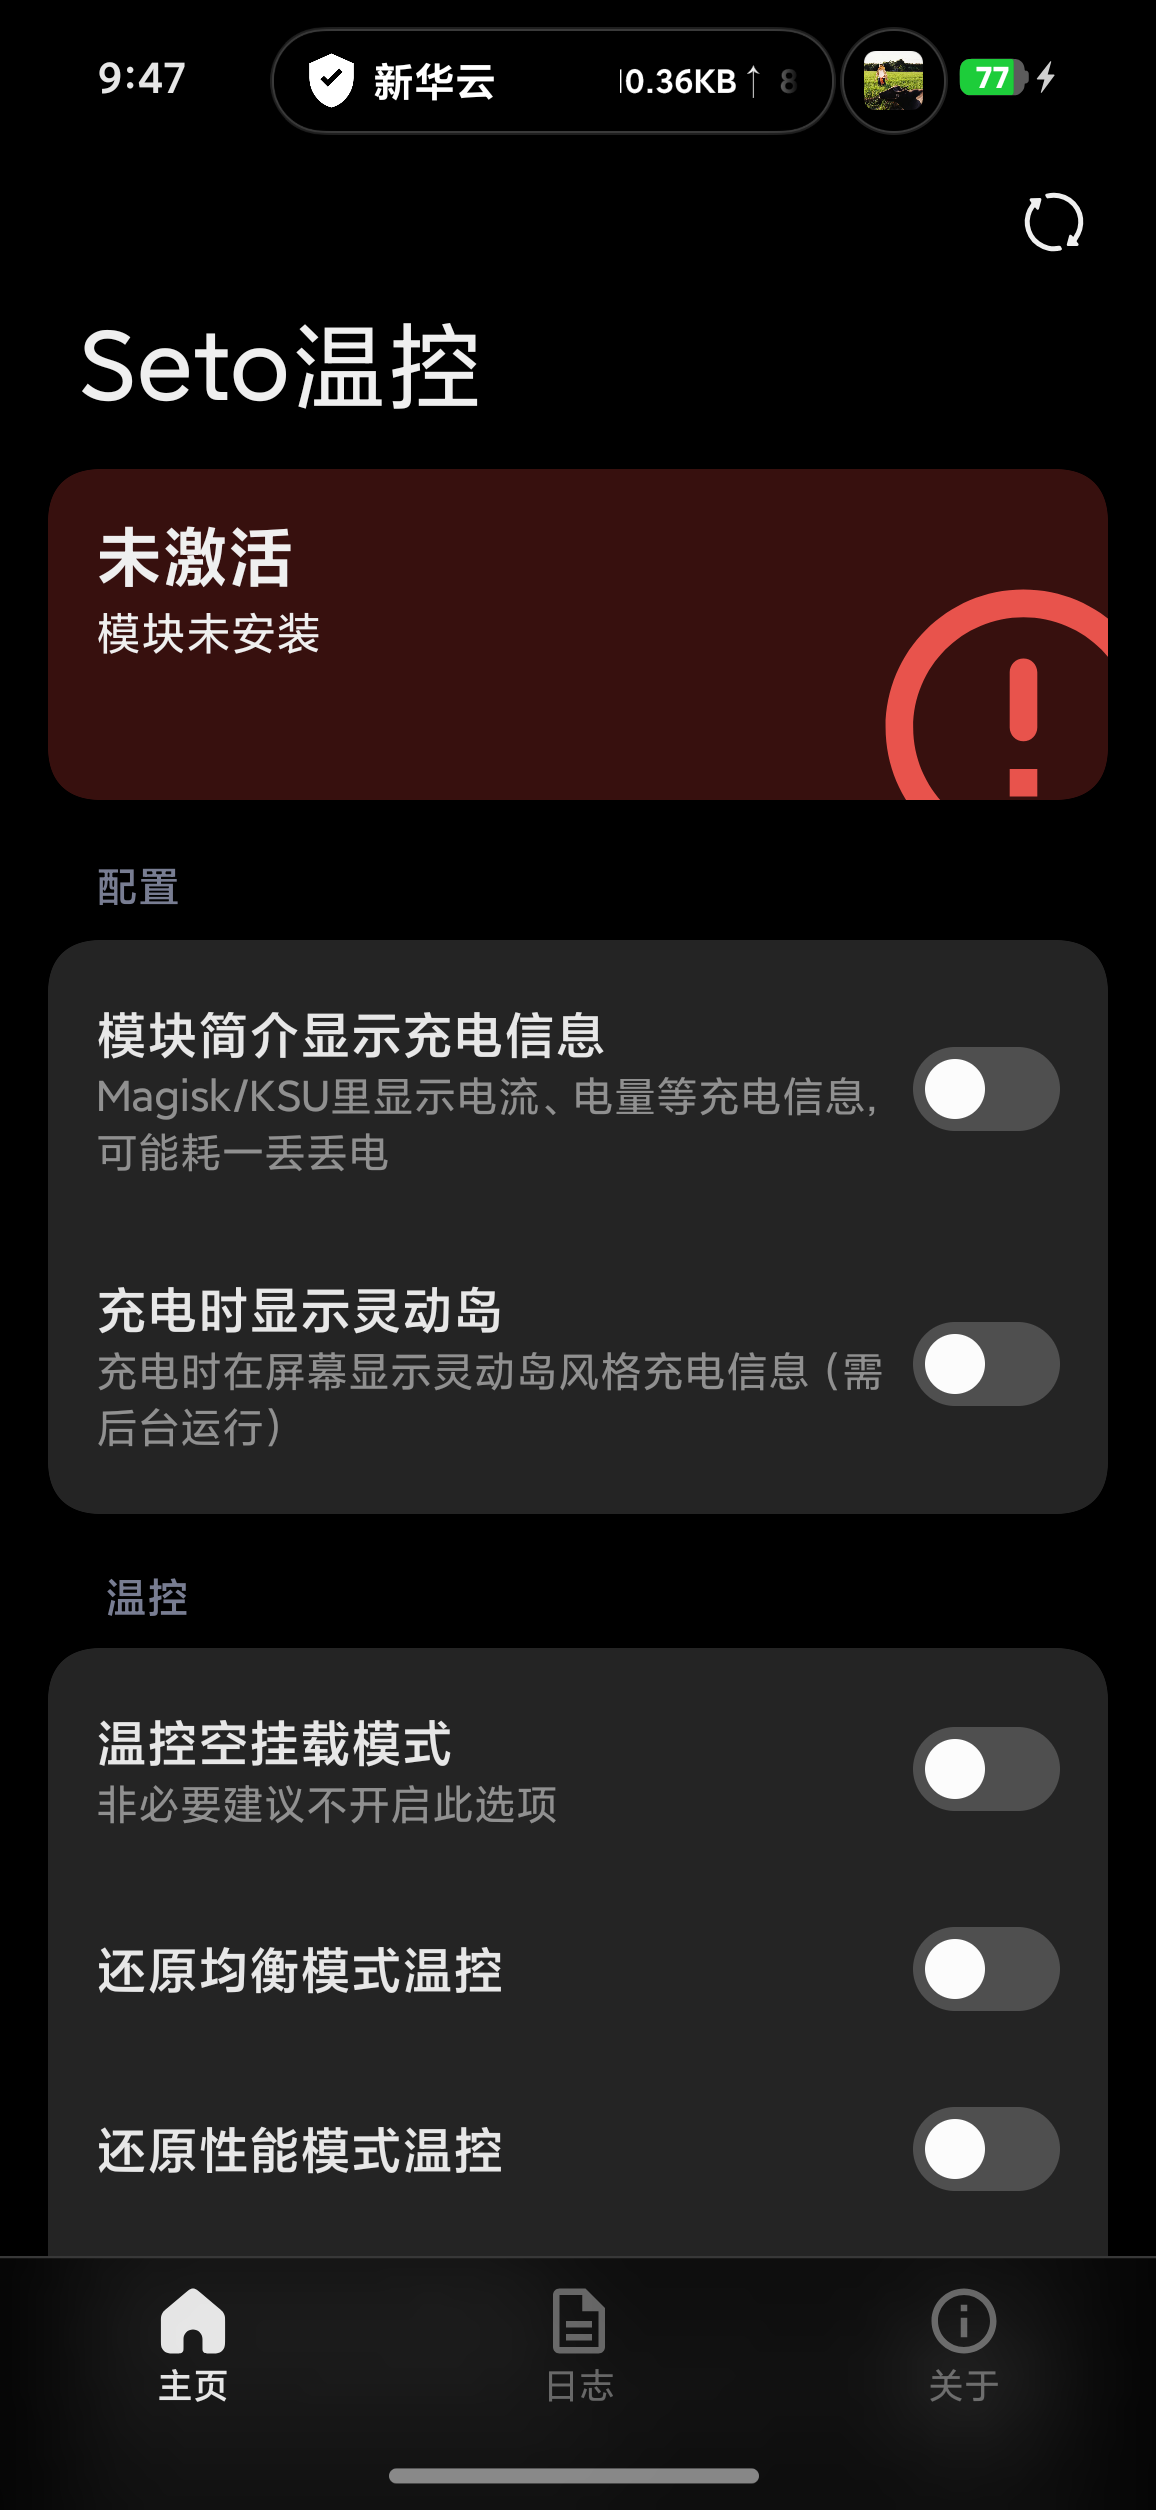 9:47
新华云
10.36KB↑ 8
77
Seto温控
未激活
模块未安装
配置
模块简介显示充电信息
Magisk/KSU里显示电流、电量等充电信息，
可能耗一丢丢电
充电时显示灵动岛
充电时在屏幕显示灵动岛风格充电信息（需
后台运行）
温控
温控空挂载模式
非必要建议不开启此选项
还原均衡模式温控
还原性能模式温控
主页
日志
关于